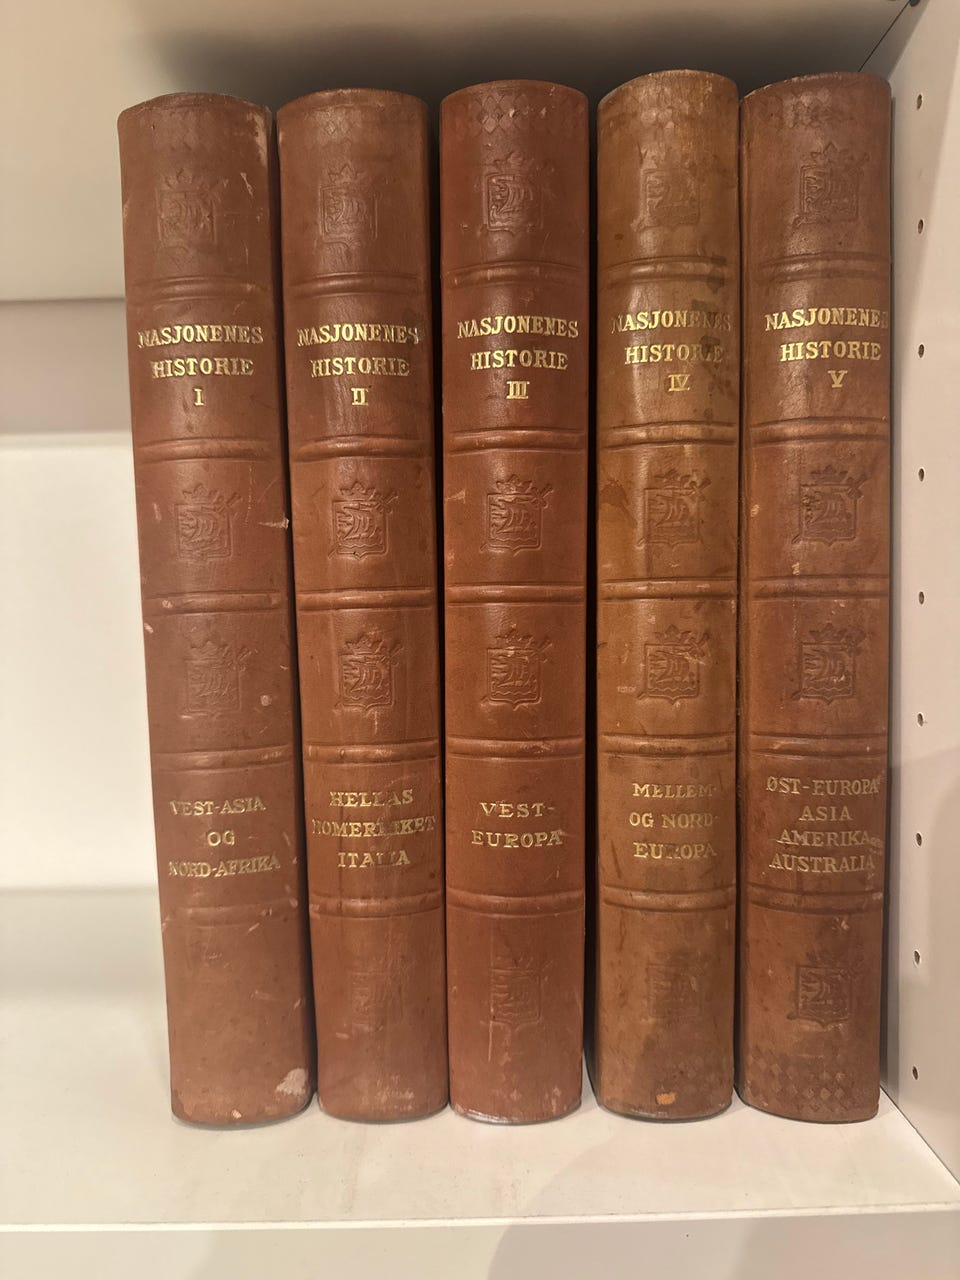 NASJONENES
HISTORIE
I
VEST-ASIA
OG
NORD-AFRIKA
NASJONENES
HISTORIE
II
HELLAS
ROMERRIKET
ITALIA
NASJONENES
HISTORIE
III
VEST-
EUROPA
NASJONENES
HISTORIE
IV
MELLEM-
OG NORD-
EUROPA
NASJONENES
HISTORIE
V
ØST-EUROPA
ASIA
AMERIKA
AUSTRALIA